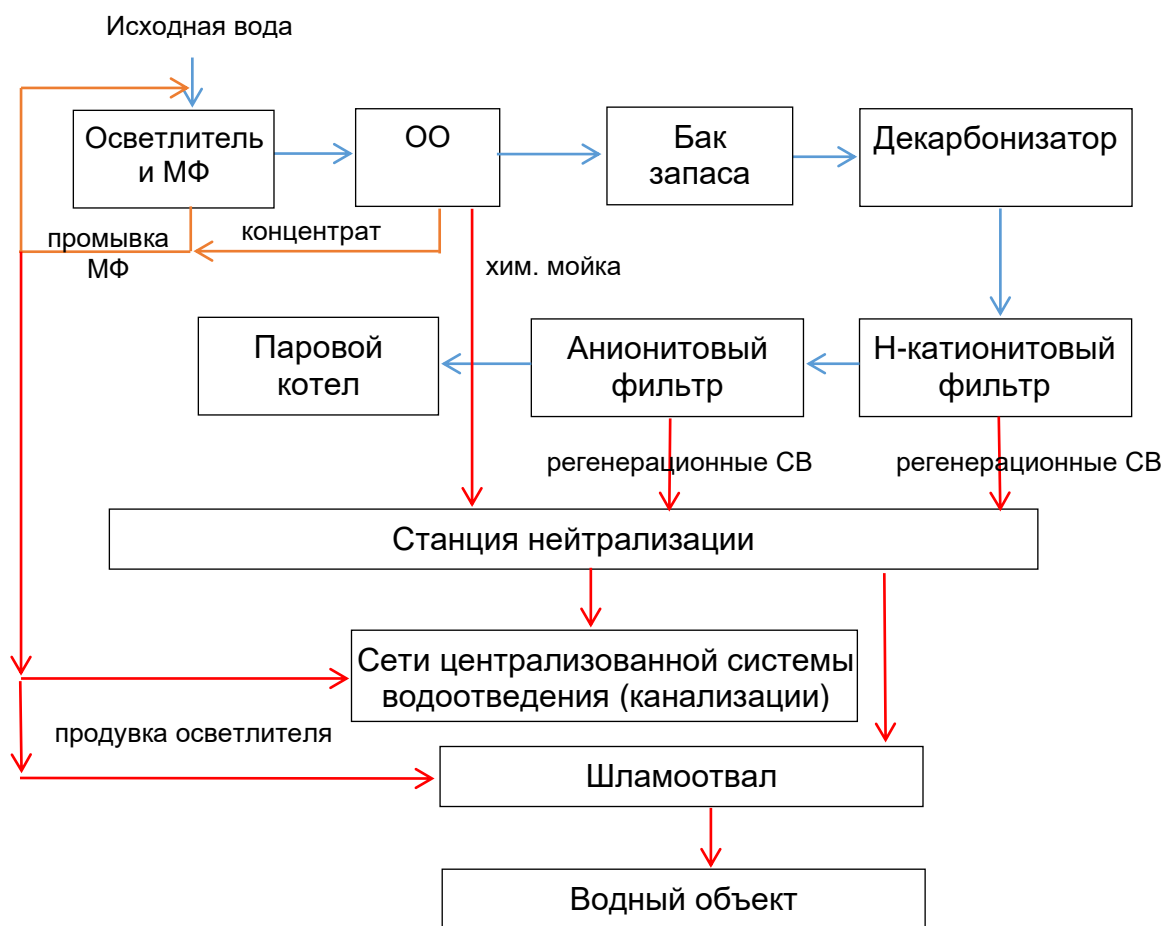 Исходная вода
Осветлитель
и МФ
ОО
Бак
запаса
Декарбонизатор
промывка
МФ
концентрат
хим. мойка
Паровой
котел
Анионитовый
фильтр
Н-катионитовый
фильтр
регенерационные СВ
регенерационные СВ
Станция нейтрализации
Сети централизованной системы
водоотведения (канализации)
продувка осветлителя
Шламоотвал
Водный объект